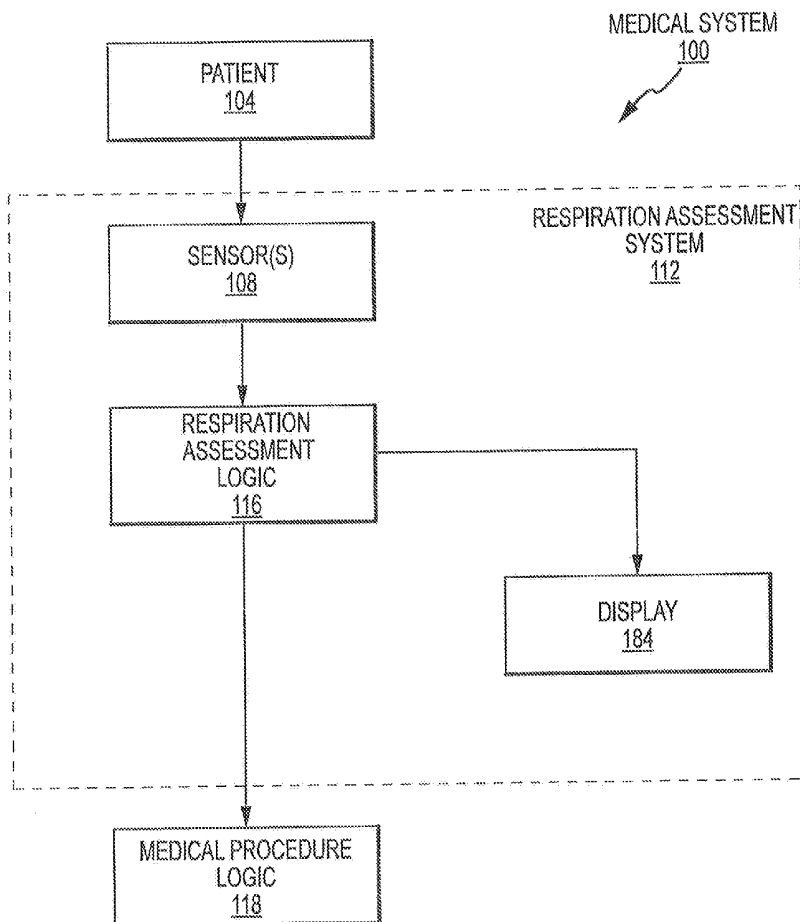 MEDICAL SYSTEM
100
PATIENT
104
RESPIRATION ASSESSMENT
SYSTEM
112
SENSOR(S)
108
RESPIRATION
ASSESSMENT
LOGIC
116
DISPLAY
184
MEDICAL PROCEDURE
LOGIC
118